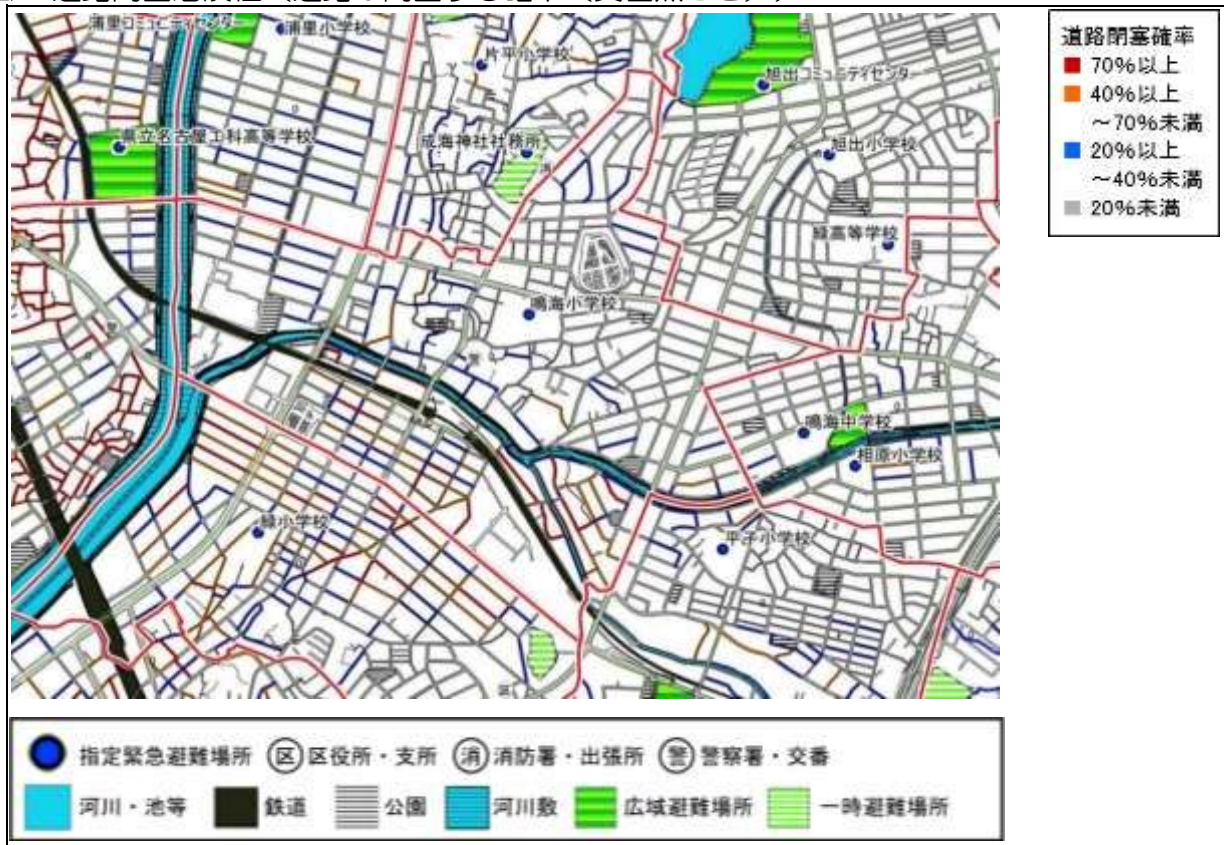 道路閉塞確率
70%以上
40%以上
～70%未満
20%以上
～40%未満
20%未満
浦里コミュニティセンター
浦里小学校
片平小学校
旭出コミュニティセンター
県立名古屋工科高等学校
成海神社社務所
旭出小学校
緑高等学校
鳴海小学校
鳴海中学校
相原小学校
緑小学校
平子小学校
指定緊急避難場所 区 区役所・支所 消 消防署・出張所 警 警察署・交番
河川・池等 鉄道 公園 河川敷 広域避難場所 一時避難場所